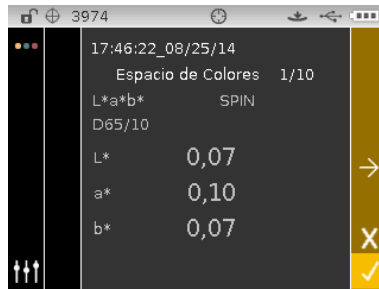 3974
17:46:22_08/25/14
Espacio de Colores 1/10
L*a*b* SPIN
D65/10
L* 0,07
a* 0,10
b* 0,07